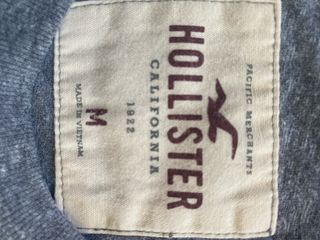 PACIFIC MERCHANTS
HOLLISTER
CALIFORNIA
1922
M
MADE IN VIETNAM